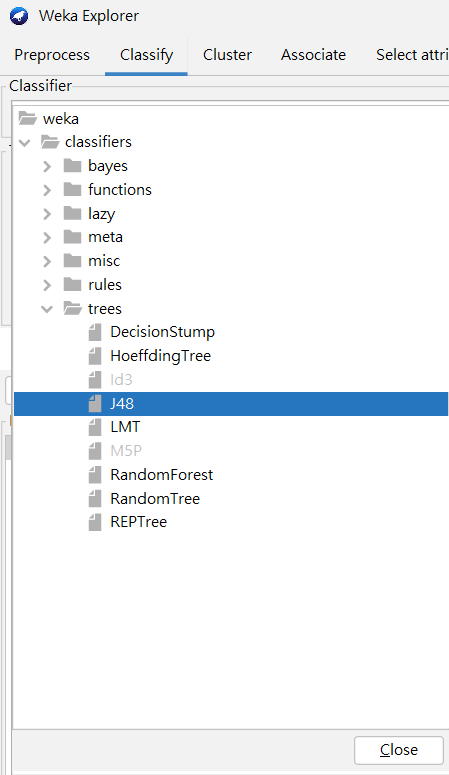 Weka Explorer
Preprocess Classify Cluster Associate Select attri
Classifier
weka
classifiers
bayes
functions
lazy
meta
misc
rules
trees
DecisionStump
HoeffdingTree
Id3
J48
LMT
M5P
RandomForest
RandomTree
REPTree
Close